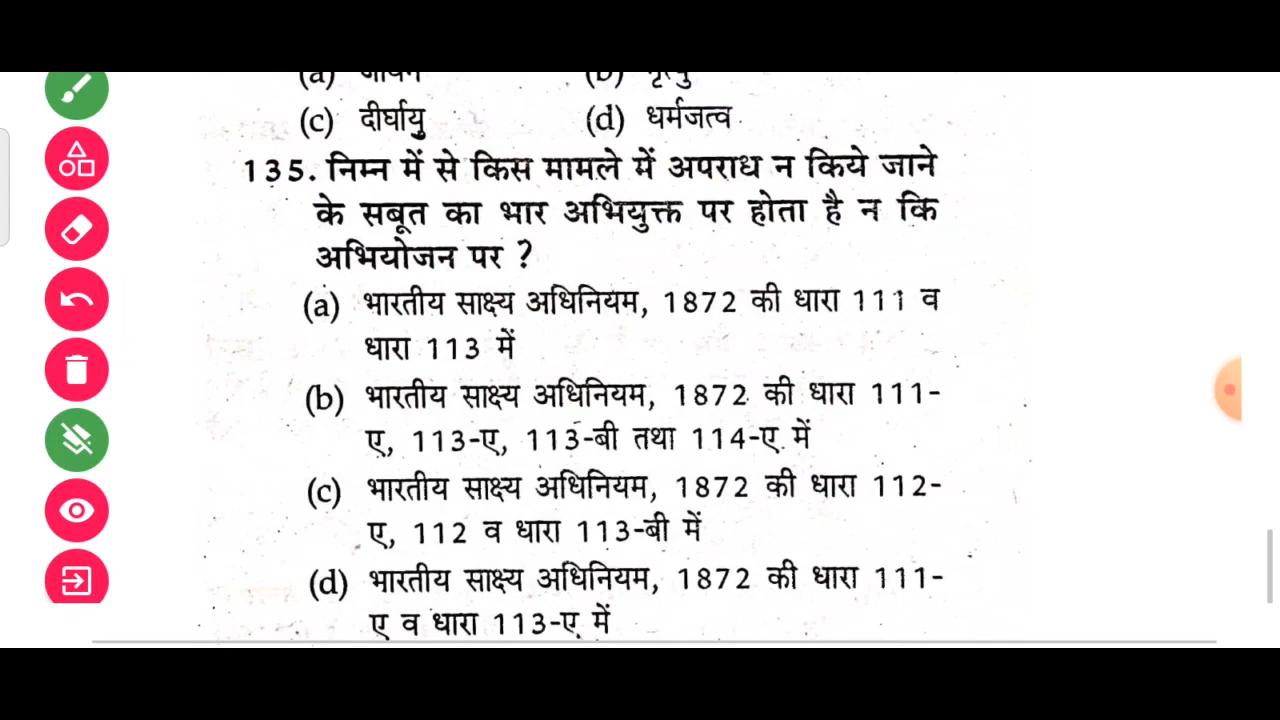 (c) दीर्घायु (d) धर्मजत्व
135. निम्न में से किस मामले में अपराध न किये जाने
के सबूत का भार अभियुक्त पर होता है न कि
अभियोजन पर ?
(a) भारतीय साक्ष्य अधिनियम, 1872 की धारा 111 व
धारा 113 में
(b) भारतीय साक्ष्य अधिनियम, 1872 की धारा 111-
ए, 113-ए, 113-बी तथा 114-ए में
(c) भारतीय साक्ष्य अधिनियम, 1872 की धारा 112-
ए, 112 व धारा 113-बी में
(d) भारतीय साक्ष्य अधिनियम, 1872 की धारा 111-
ए व धारा 113-ए में